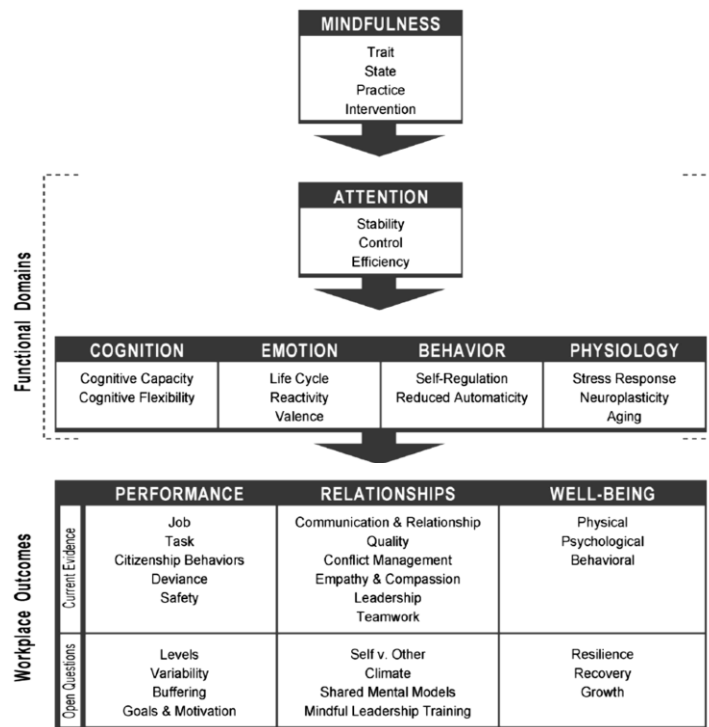 MINDFULNESS
Trait
State
Practice
Intervention
Functional Domains
ATTENTION
Stability
Control
Efficiency
COGNITION
Cognitive Capacity
Cognitive Flexibility
EMOTION
Life Cycle
Reactivity
Valence
BEHAVIOR
Self-Regulation
Reduced Automaticity
PHYSIOLOGY
Stress Response
Neuroplasticity
Aging
Workplace Outcomes
PERFORMANCE
RELATIONSHIPS
WELL-BEING
Current Evidence
Job
Task
Citizenship Behaviors
Deviance
Safety
Communication & Relationship
Quality
Conflict Management
Empathy & Compassion
Leadership
Teamwork
Physical
Psychological
Behavioral
Open Questions
Levels
Variability
Buffering
Goals & Motivation
Self v. Other
Climate
Shared Mental Models
Mindful Leadership Training
Resilience
Recovery
Growth